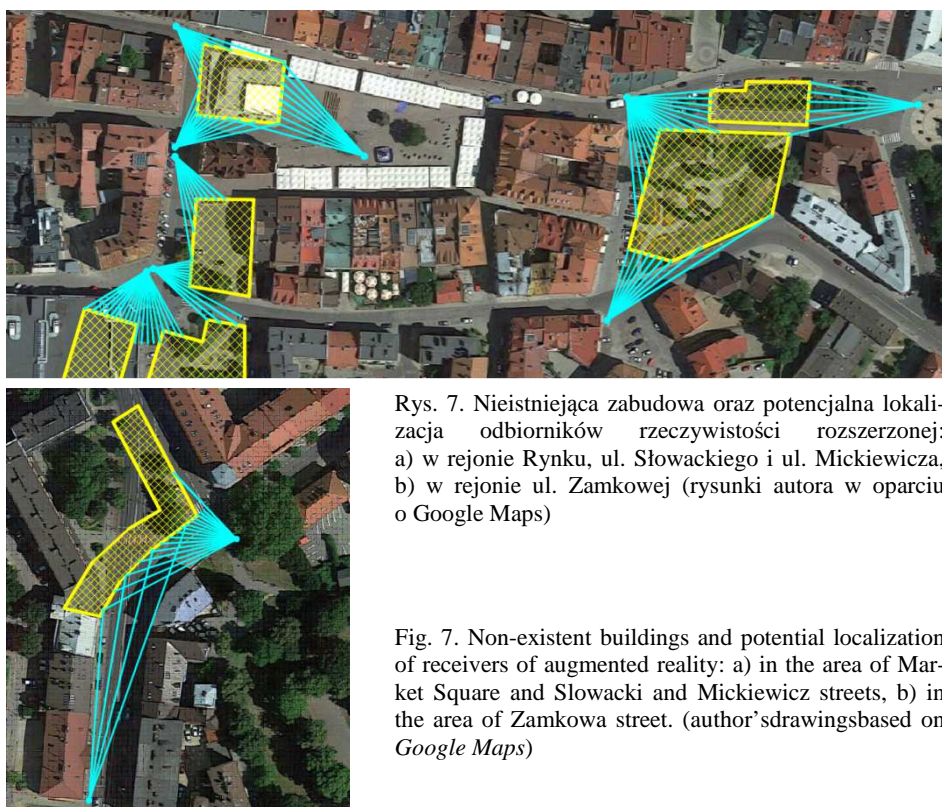 Rys. 7. Nieistniejąca zabudowa oraz potencjalna lokali-
zacja odbiorników rzeczywistości rozszerzonej:
a) w rejonie Rynku, ul. Słowackiego i ul. Mickiewicza,
b) w rejonie ul. Zamkowej (rysunki autora w oparciu
o Google Maps)
Fig. 7. Non-existent buildings and potential localization
of receivers of augmented reality: a) in the area of Mar-
ket Square and Slowacki and Mickiewicz streets, b) in
the area of Zamkowa street. (author'sdrawingsbased on
Google Maps)